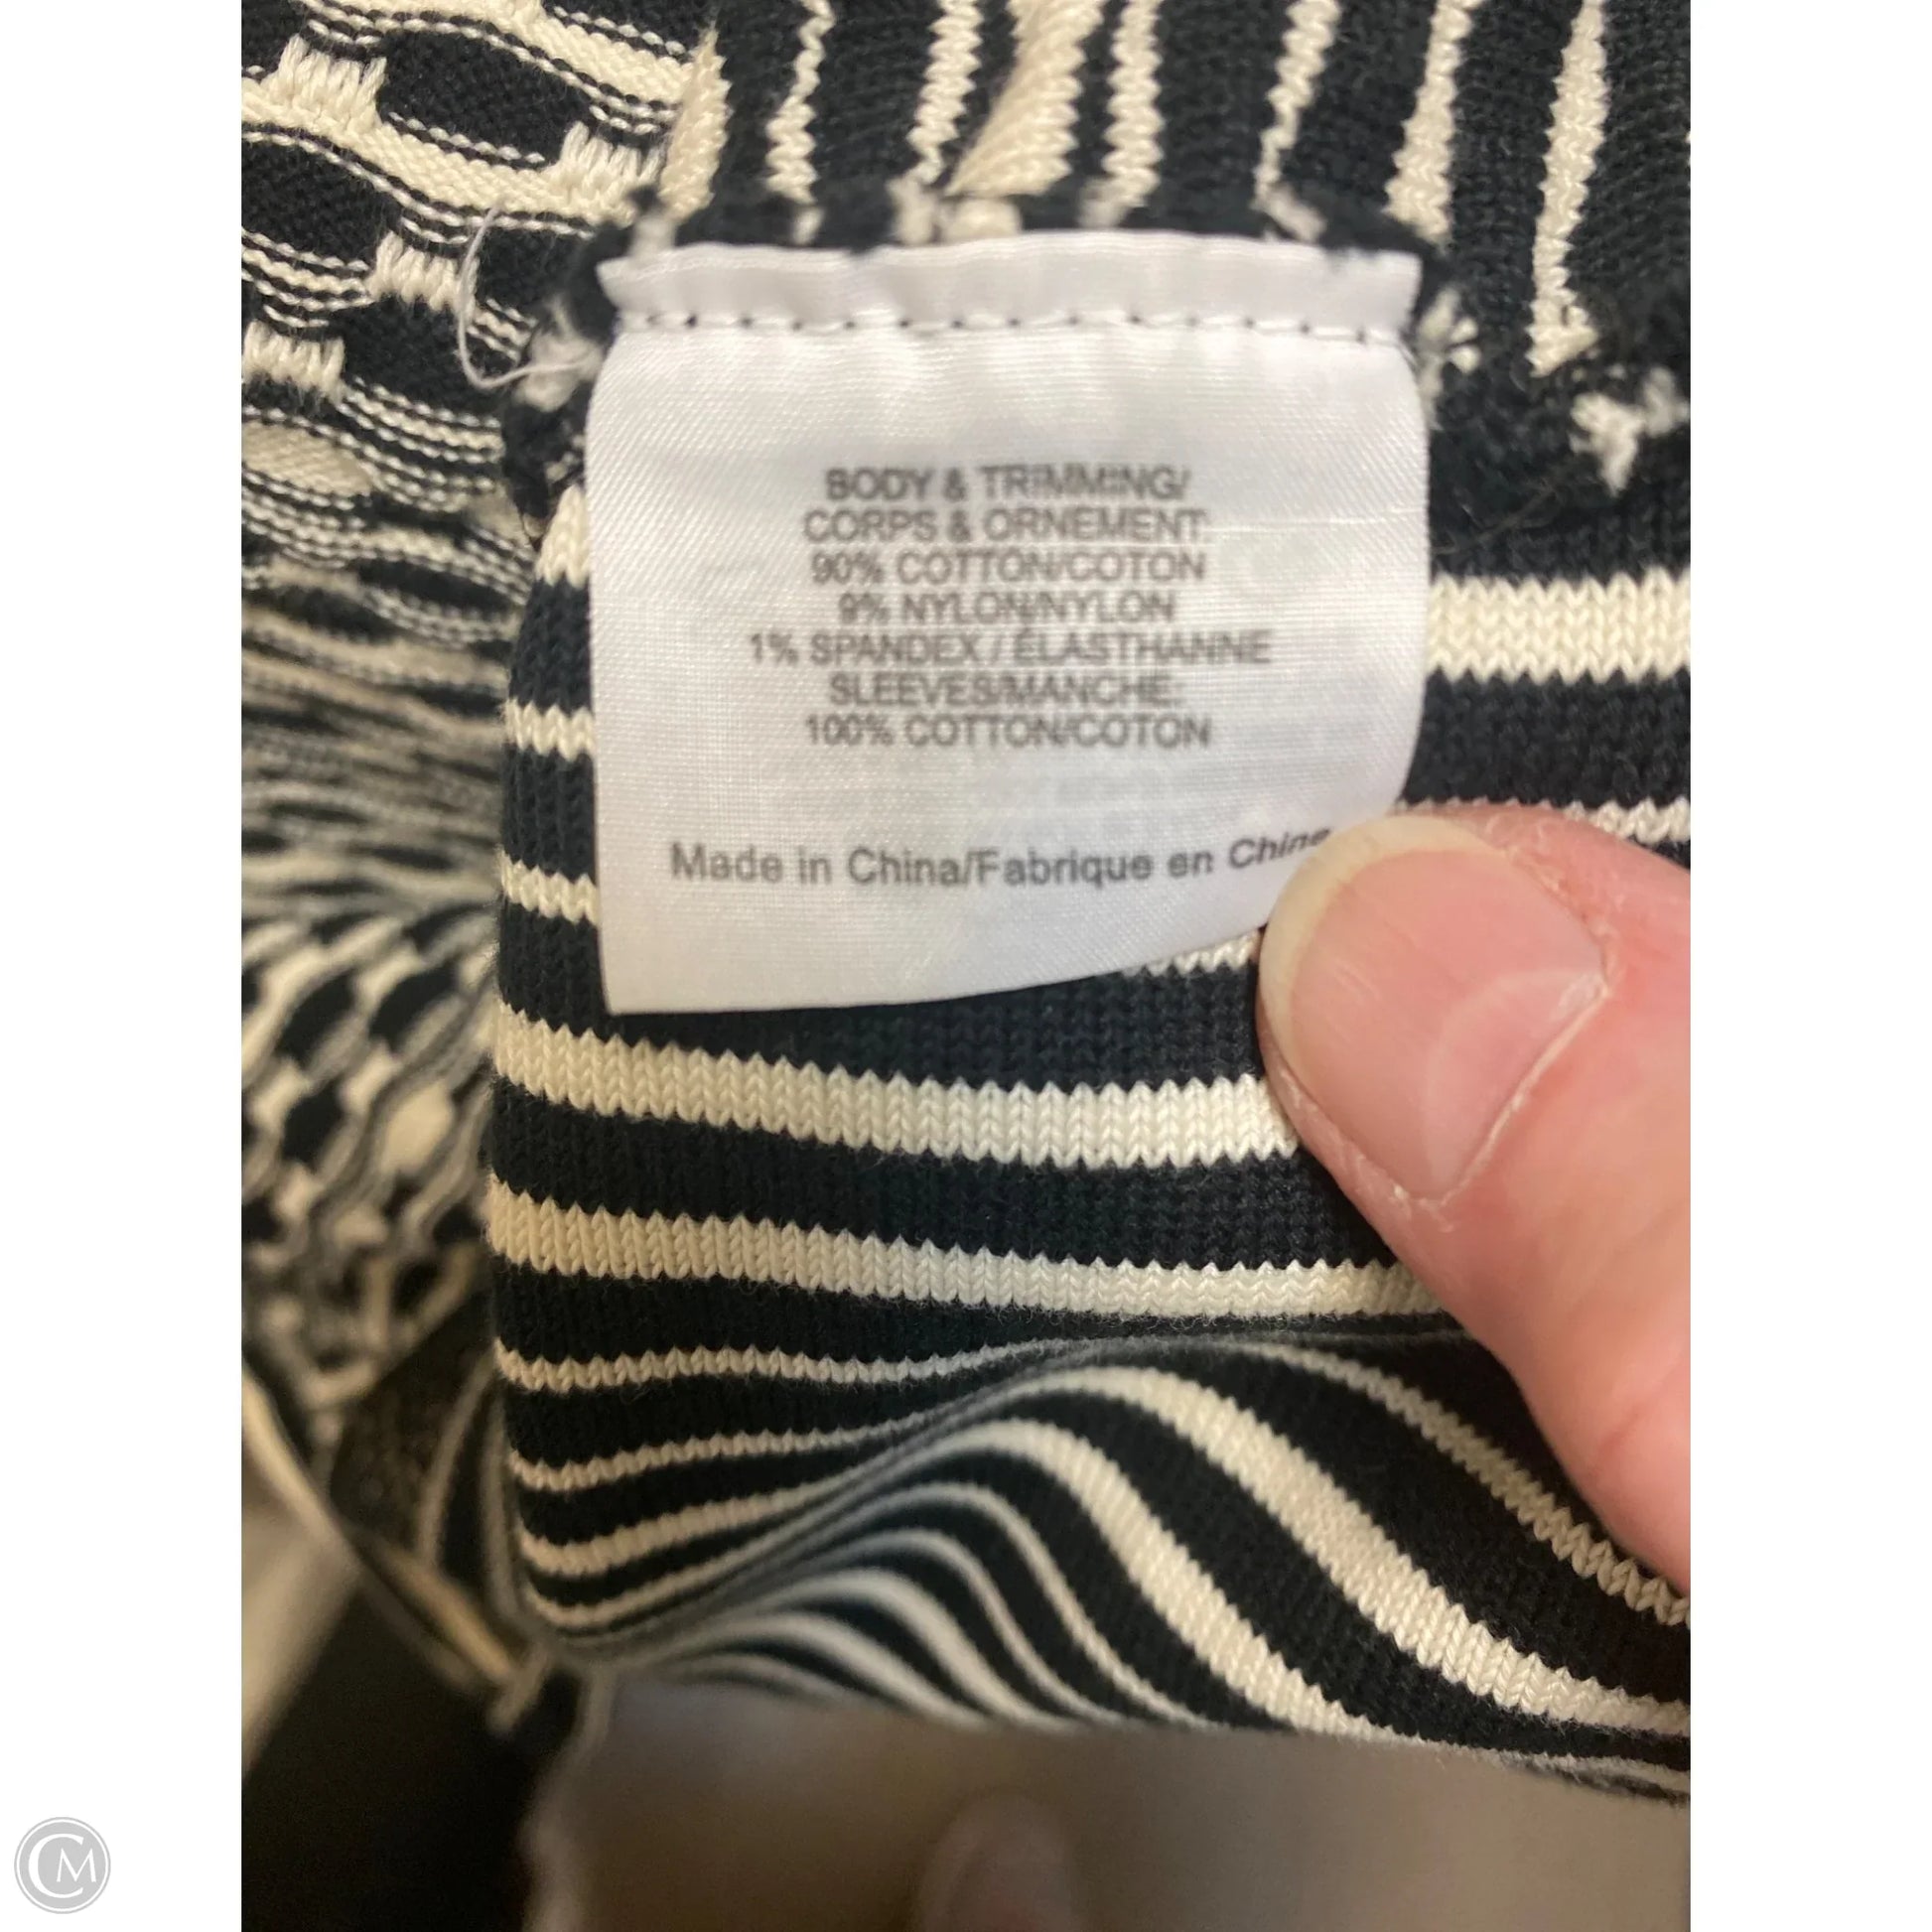 BODY & TRIMMING/
CORPS & ORNEMENT:
90% COTTON/COTON
9% NYLON/NYLON
1% SPANDEX / ÉLASTHANNE
SLEEVES/MANCHE:
100% COTTON/COTON
Made in China/Fabrique en Chine
CM